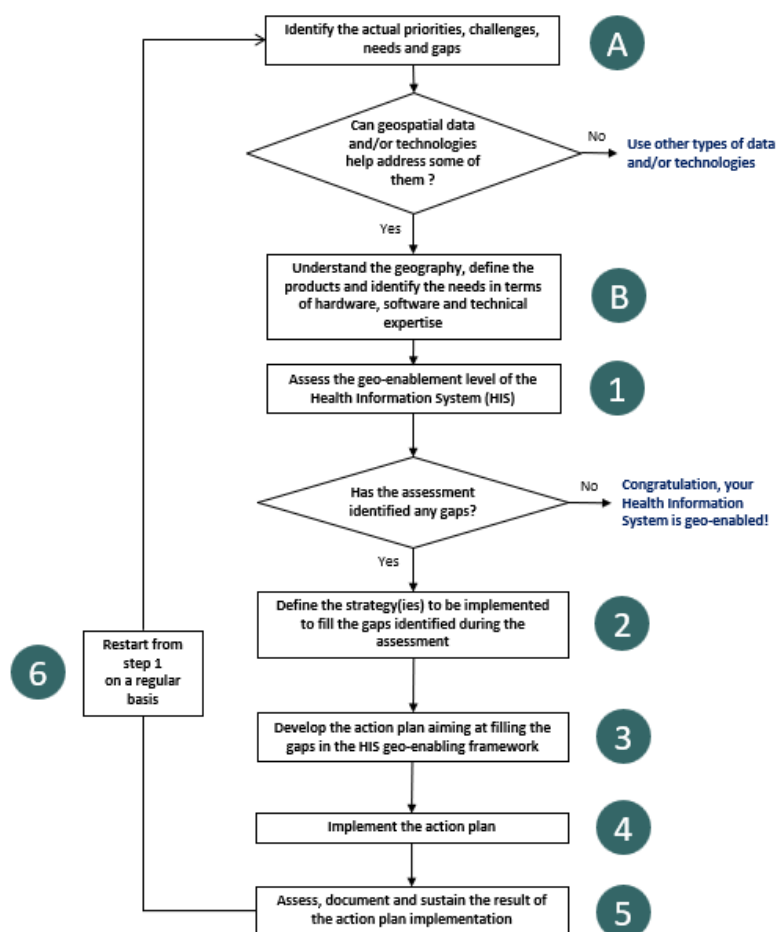 Identify the actual priorities, challenges,
needs and gaps
A
Can geospatial data
and/or technologies
help address some of
them ?
No
Use other types of data
and/or technologies
Yes
Understand the geography, define the
products and identify the needs in terms
of hardware, software and technical
expertise
B
Assess the geo-enablement level of the
Health Information System (HIS)
1
Has the assessment
identified any gaps?
No
Congratulation, your
Health Information
System is geo-enabled!
Yes
Define the strategy(ies) to be implemented
to fill the gaps identified during the
assessment
2
6
Restart from
step 1
on a regular
basis
Develop the action plan aiming at filling the
gaps in the HIS geo-enabling framework
3
Implement the action plan
4
Assess, document and sustain the result of
the action plan implementation
5